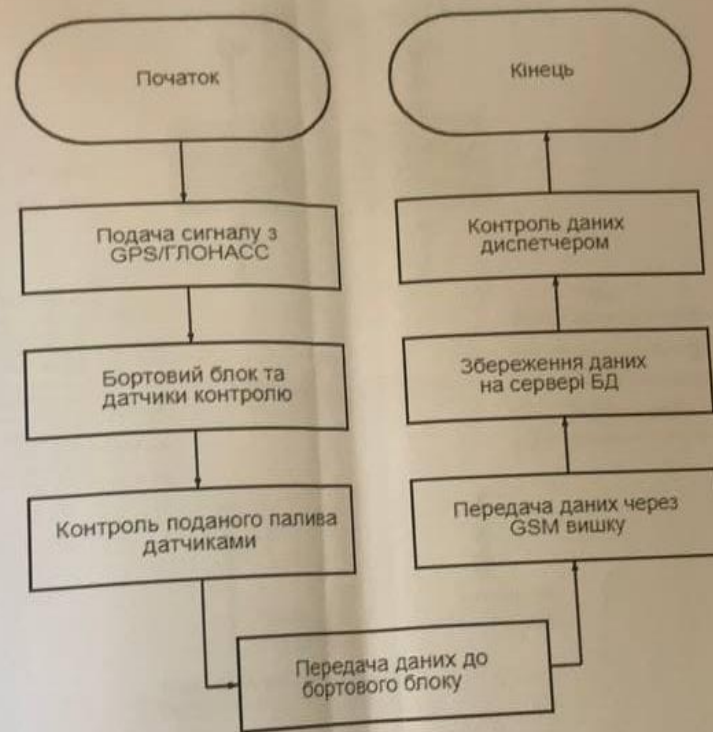 Початок
Подача сигналу з
GPS/ГЛОНАСС
Бортовий блок та
датчики контролю
Контроль поданого палива
датчиками
Передача даних до
бортового блоку
Передача даних через
GSM вишку
Збереження даних
на сервері БД
Контроль даних
диспетчером
Кінець